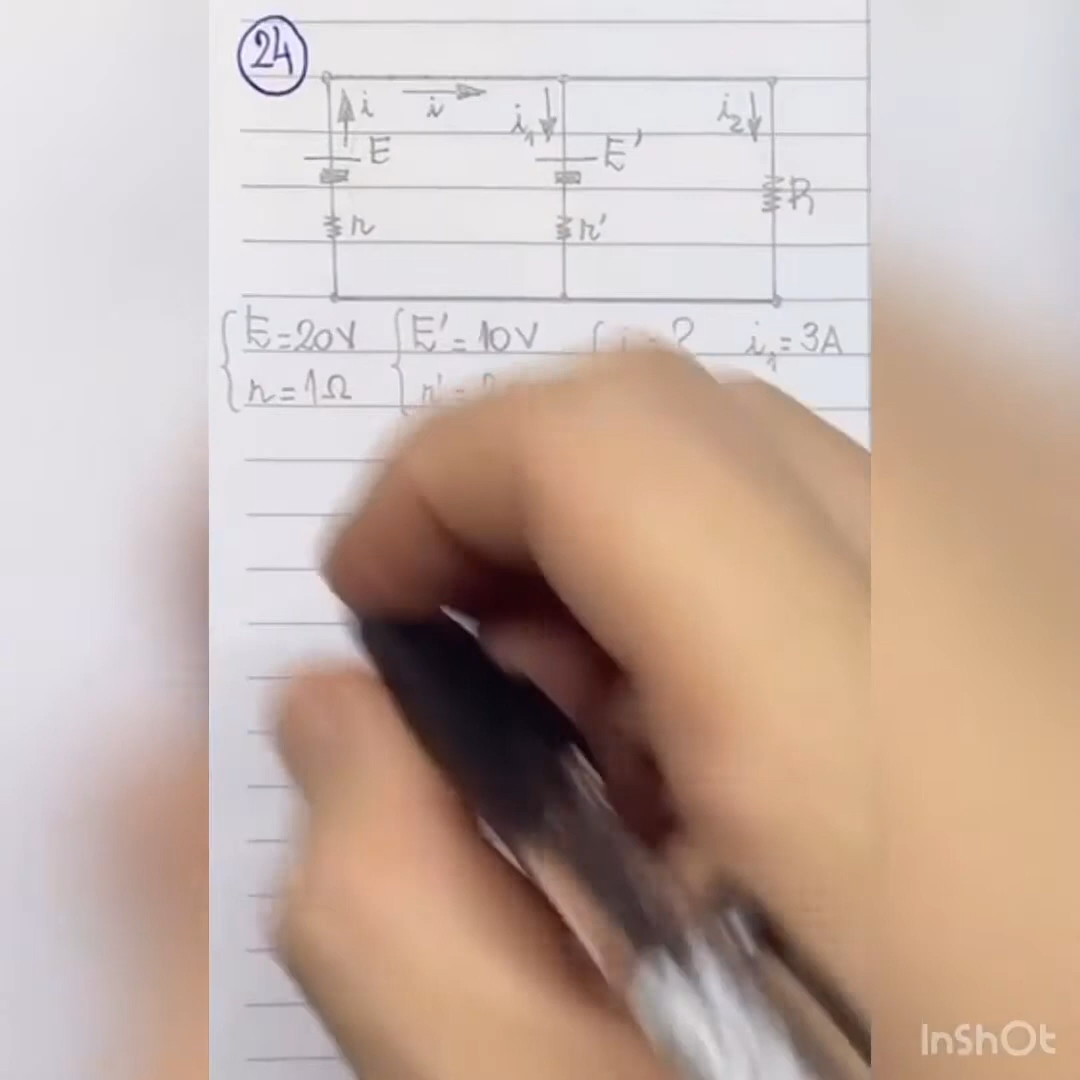 24
i i i₁ i₂
E E'
R
r r'
E = 20V E' = 10V i = ? i₁ = 3A
r = 1Ω r' =
InShOt